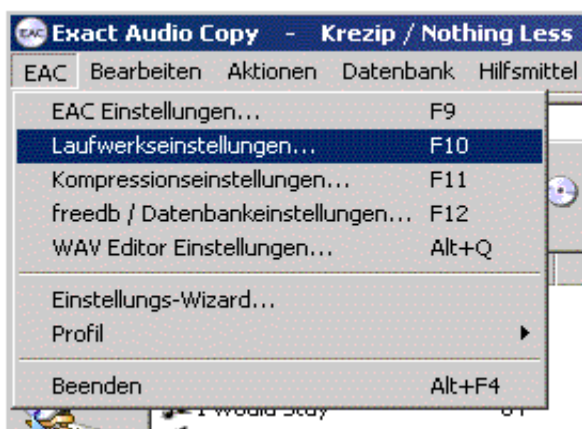 Exact Audio Copy - Krezip / Nothing Less
EAC Bearbeiten Aktionen Datenbank Hilfsmittel
EAC Einstellungen... F9
Laufwerkseinstellungen... F10
Kompressionseinstellungen... F11
freedb / Datenbankeinstellungen... F12
WAV Editor Einstellungen... Alt+Q
Einstellungs-Wizard...
Profil
Beenden Alt+F4
I Would Stay